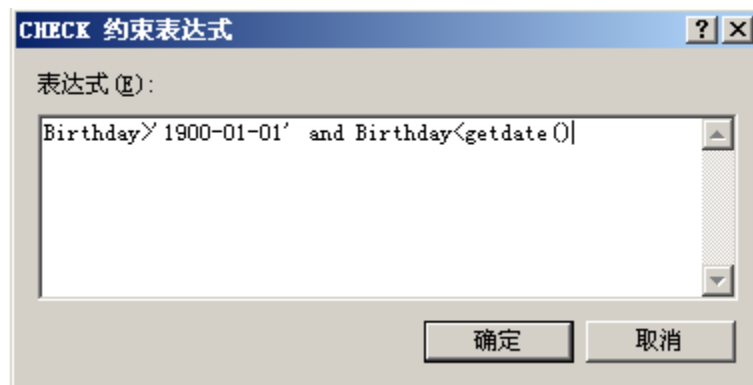 CHECK 约束表达式
表达式(E):
Birthday>'1900-01-01' and Birthday<getdate()
确定
取消